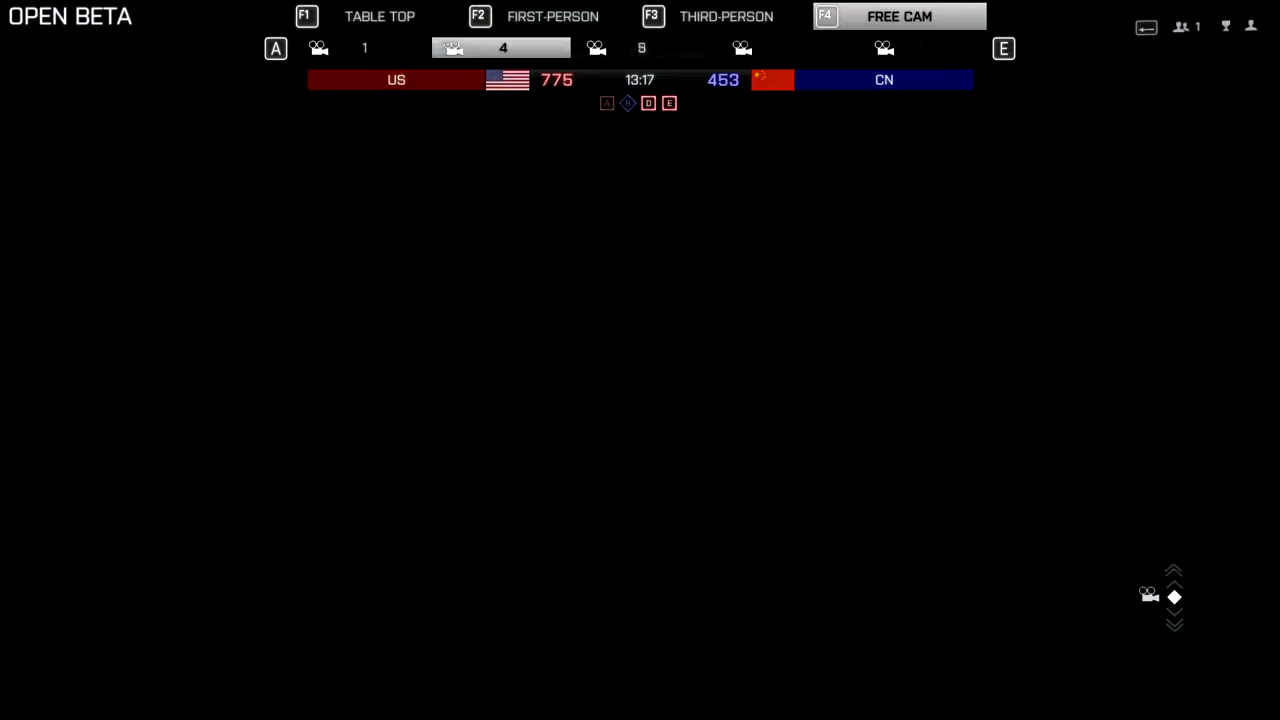 OPEN BETA
F1 TABLE TOP F2 FIRST-PERSON F3 THIRD-PERSON F4 FREE CAM
1
A 1 4 5 E
US 775 13:17 453 CN
A B D E